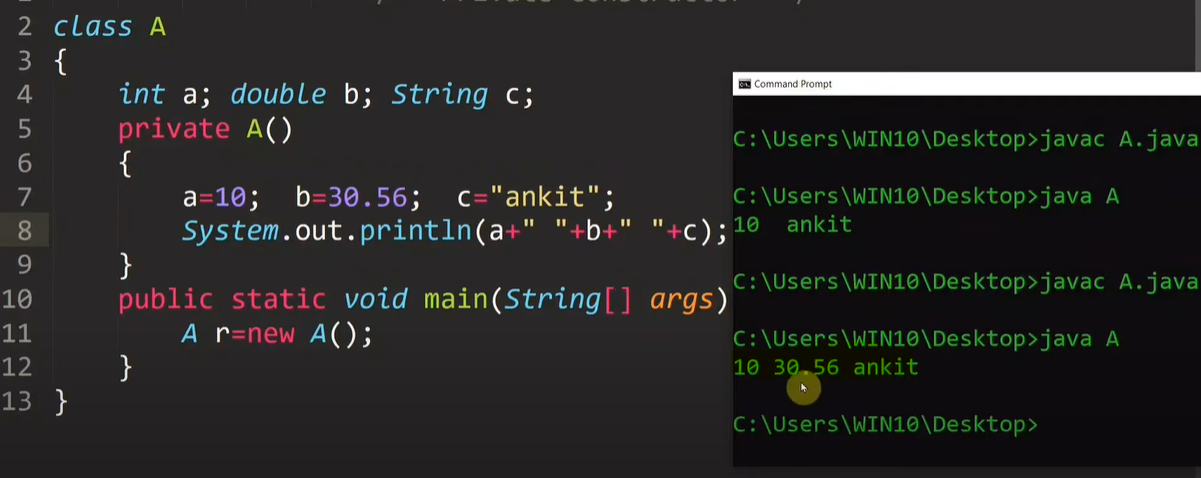 2 class A
3 {
4 int a; double b; String c;
5 private A()
6 {
7 a=10; b=30.56; c="ankit";
8 System.out.println(a+" "+b+" "+c);
9 }
10 public static void main(String[] args)
11 A r=new A();
12 }
13 }
Command Prompt
C:\Users\WIN10\Desktop>javac A.java
C:\Users\WIN10\Desktop>java A
10  ankit
C:\Users\WIN10\Desktop>javac A.java
C:\Users\WIN10\Desktop>java A
10 30.56 ankit
C:\Users\WIN10\Desktop>